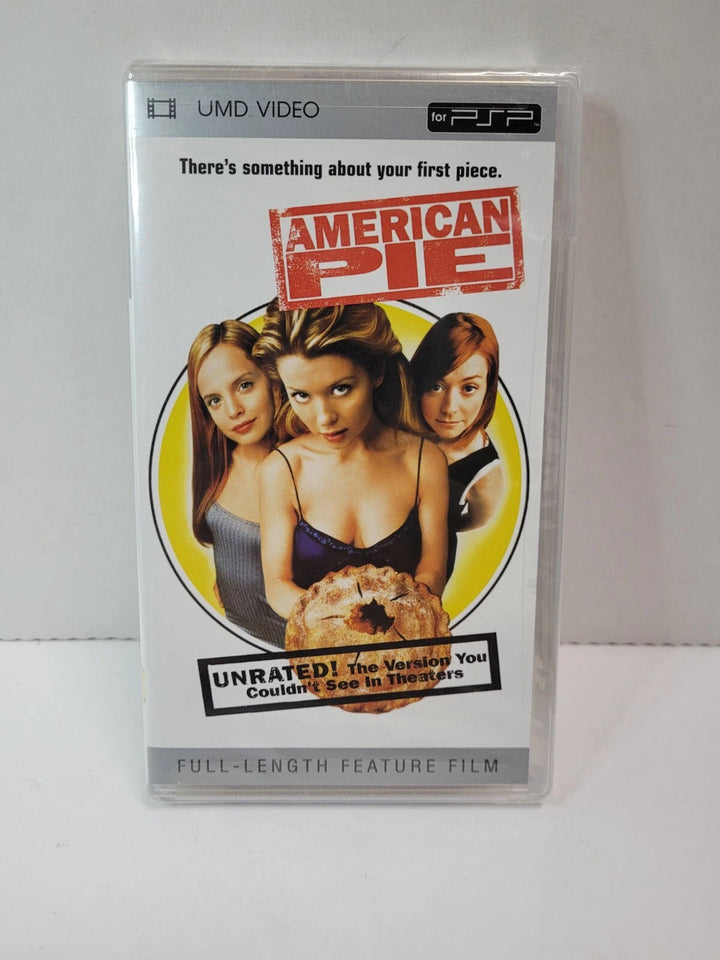 UMD VIDEO
for PSP™
There's something about your first piece.
AMERICAN
PIE
UNRATED! The Version You
Couldn't See In Theaters
FULL-LENGTH FEATURE FILM